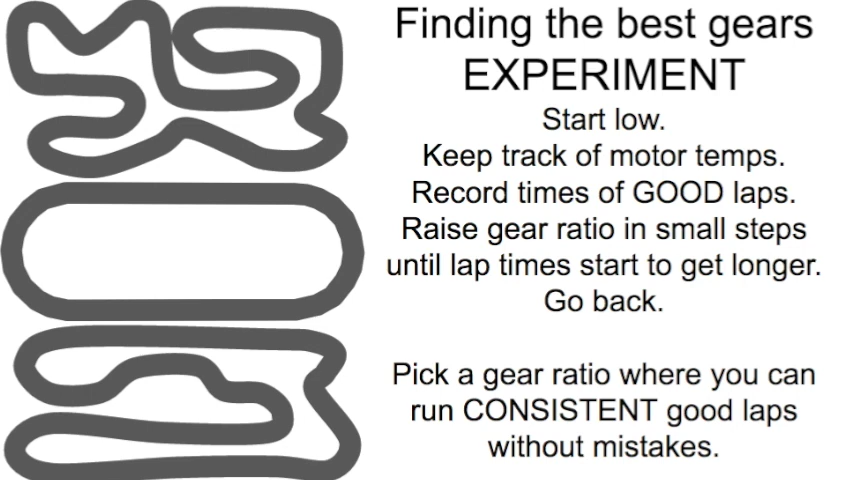 Finding the best gears
EXPERIMENT
Start low.
Keep track of motor temps.
Record times of GOOD laps.
Raise gear ratio in small steps
until lap times start to get longer.
Go back.
Pick a gear ratio where you can
run CONSISTENT good laps
without mistakes.